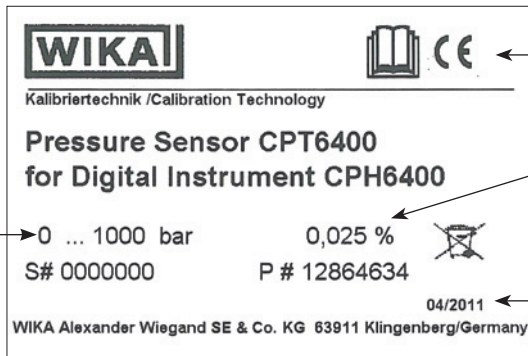 WIKA
CE
Kalibriertechnik /Calibration Technology
Pressure Sensor CPT6400
for Digital Instrument CPH6400
0 ... 1000 bar 0,025 %
S# 0000000 P # 12864634
04/2011
WIKA Alexander Wiegand SE & Co. KG 63911 Klingenberg/Germany